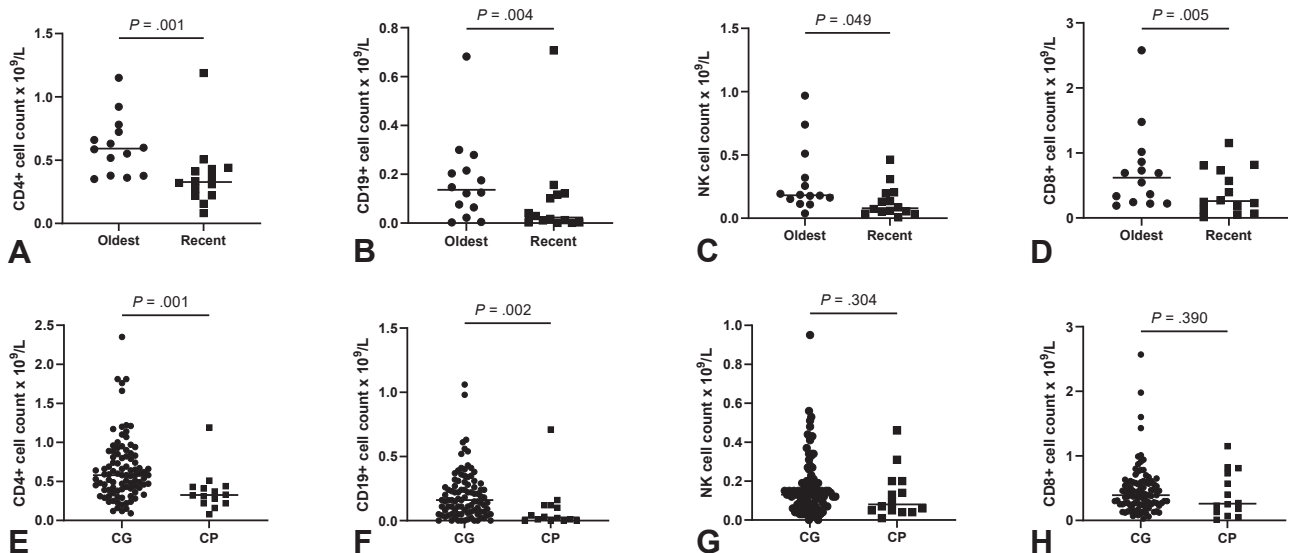 P = .001
CD4+ cell count x 10⁹/L
1.5
1.0
0.5
0.0
Oldest Recent
A
P = .004
CD19+ cell count x 10⁹/L
0.8
0.6
0.4
0.2
0.0
Oldest Recent
B
P = .049
NK cell count x 10⁹/L
1.5
1.0
0.5
0.0
Oldest Recent
C
P = .005
CD8+ cell count x 10⁹/L
3
2
1
0
Oldest Recent
D
P = .001
CD4+ cell count x 10⁹/L
2.5
2.0
1.5
1.0
0.5
0.0
CG CP
E
P = .002
CD19+ cell count x 10⁹/L
1.5
1.0
0.5
0.0
CG CP
F
P = .304
NK cell count x 10⁹/L
1.0
0.8
0.6
0.4
0.2
0.0
CG CP
G
P = .390
CD8+ cell count x 10⁹/L
3
2
1
0
CG CP
H